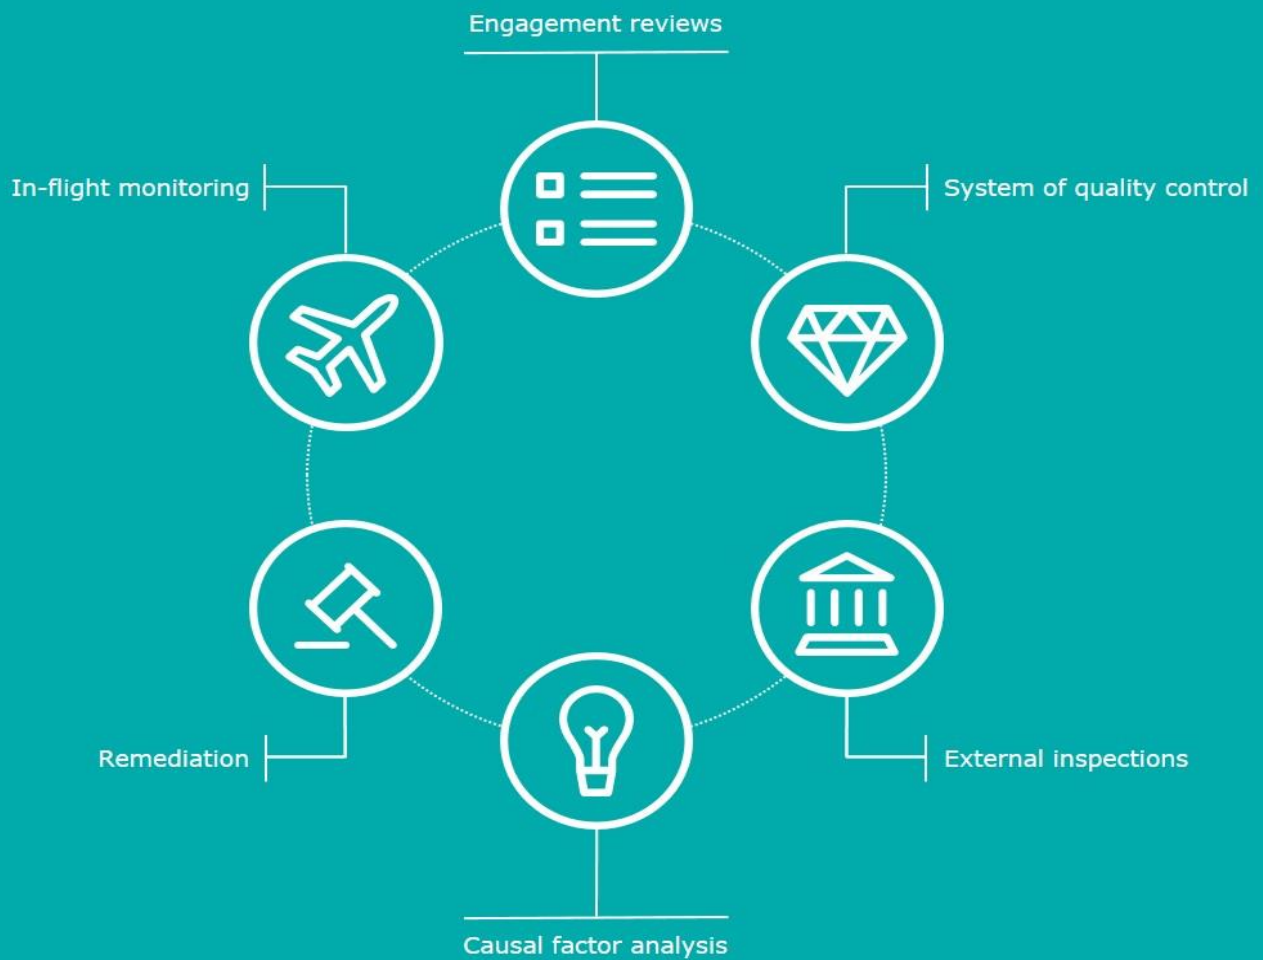 Engagement reviews
In-flight monitoring
System of quality control
Remediation
External inspections
Causal factor analysis